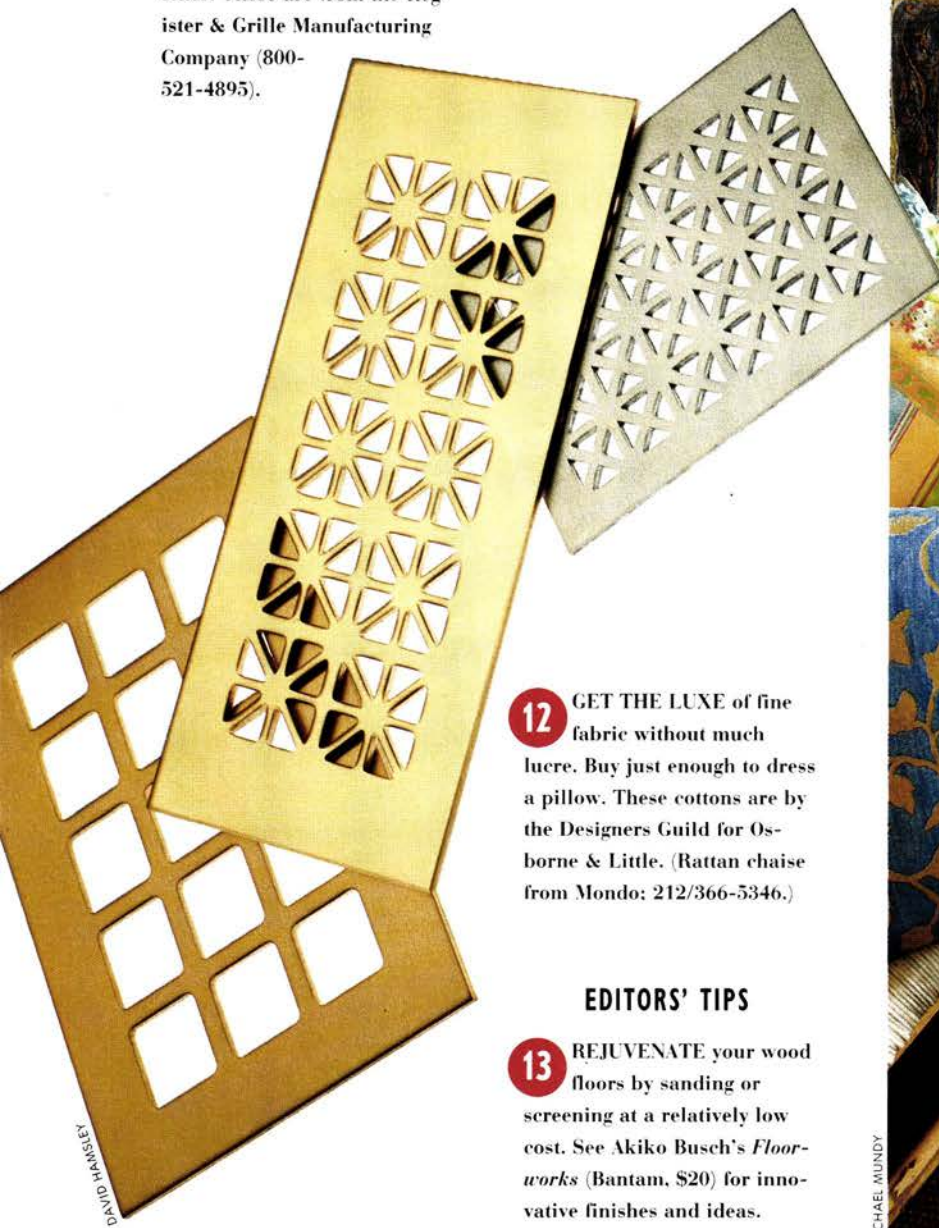 ister & Grille Manufacturing
Company (800-
521-4895).
12 GET THE LUXE of fine
fabric without much
lucre. Buy just enough to dress
a pillow. These cottons are by
the Designers Guild for Os-
borne & Little. (Rattan chaise
from Mondo; 212/366-5346.)
EDITORS' TIPS
13 REJUVENATE your wood
floors by sanding or
screening at a relatively low
cost. See Akiko Busch's Floor-
works (Bantam, $20) for inno-
vative finishes and ideas.
DAVID HAMSLEY
CHAEL MUNDY